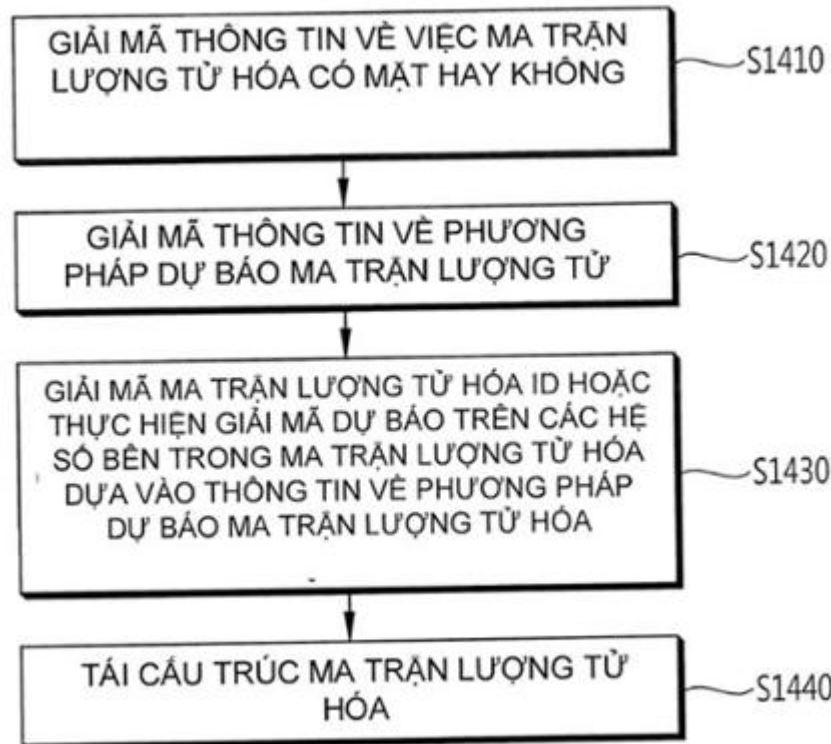 GIẢI MÃ THÔNG TIN VỀ VIỆC MA TRẬN
LƯỢNG TỬ HÓA CÓ MẶT HAY KHÔNG
S1410
GIẢI MÃ THÔNG TIN VỀ PHƯƠNG
PHÁP DỰ BÁO MA TRẬN LƯỢNG TỬ
S1420
GIẢI MÃ MA TRẬN LƯỢNG TỬ HÓA ID HOẶC
THỰC HIỆN GIẢI MÃ DỰ BÁO TRÊN CÁC HỆ
SỐ BÊN TRONG MA TRẬN LƯỢNG TỬ HÓA
DỰA VÀO THÔNG TIN VỀ PHƯƠNG PHÁP
DỰ BÁO MA TRẬN LƯỢNG TỬ HÓA
S1430
TÁI CẤU TRÚC MA TRẬN LƯỢNG TỬ
HÓA
S1440